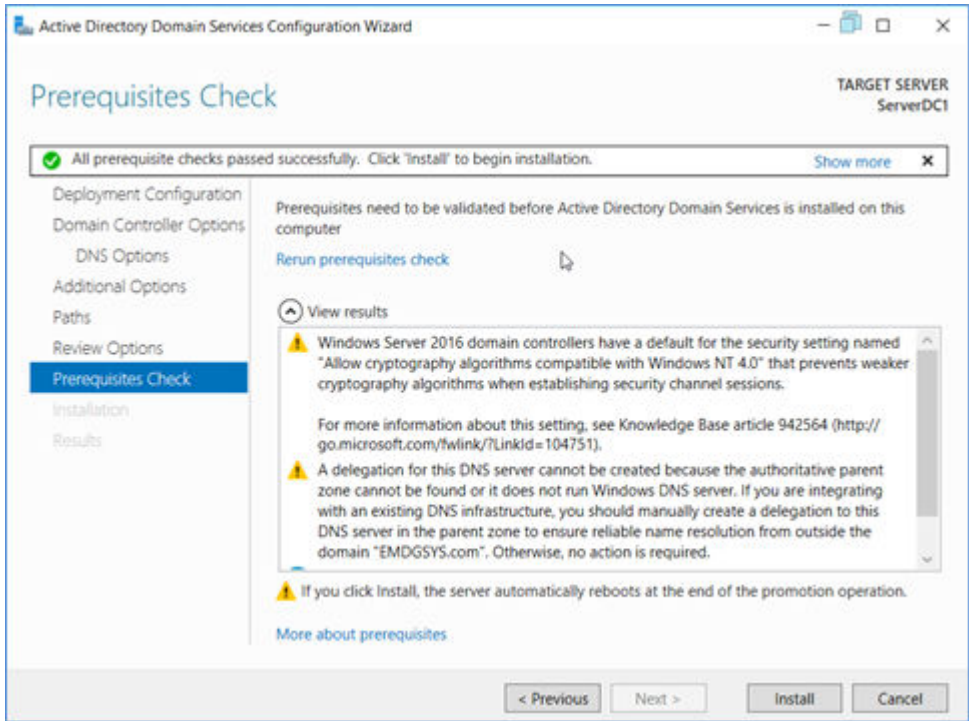 Active Directory Domain Services Configuration Wizard
Prerequisites Check
TARGET SERVER
ServerDC1
All prerequisite checks passed successfully. Click 'Install' to begin installation.
Show more
Deployment Configuration
Domain Controller Options
DNS Options
Additional Options
Paths
Review Options
Prerequisites Check
Installation
Results
Prerequisites need to be validated before Active Directory Domain Services is installed on this
computer
Rerun prerequisites check
View results
Windows Server 2016 domain controllers have a default for the security setting named
"Allow cryptography algorithms compatible with Windows NT 4.0" that prevents weaker
cryptography algorithms when establishing security channel sessions.
For more information about this setting, see Knowledge Base article 942564 (http://
go.microsoft.com/fwlink/?LinkId=104751).
A delegation for this DNS server cannot be created because the authoritative parent
zone cannot be found or it does not run Windows DNS server. If you are integrating
with an existing DNS infrastructure, you should manually create a delegation to this
DNS server in the parent zone to ensure reliable name resolution from outside the
domain "EMDGSYS.com". Otherwise, no action is required.
If you click Install, the server automatically reboots at the end of the promotion operation.
More about prerequisites
< Previous
Next >
Install
Cancel